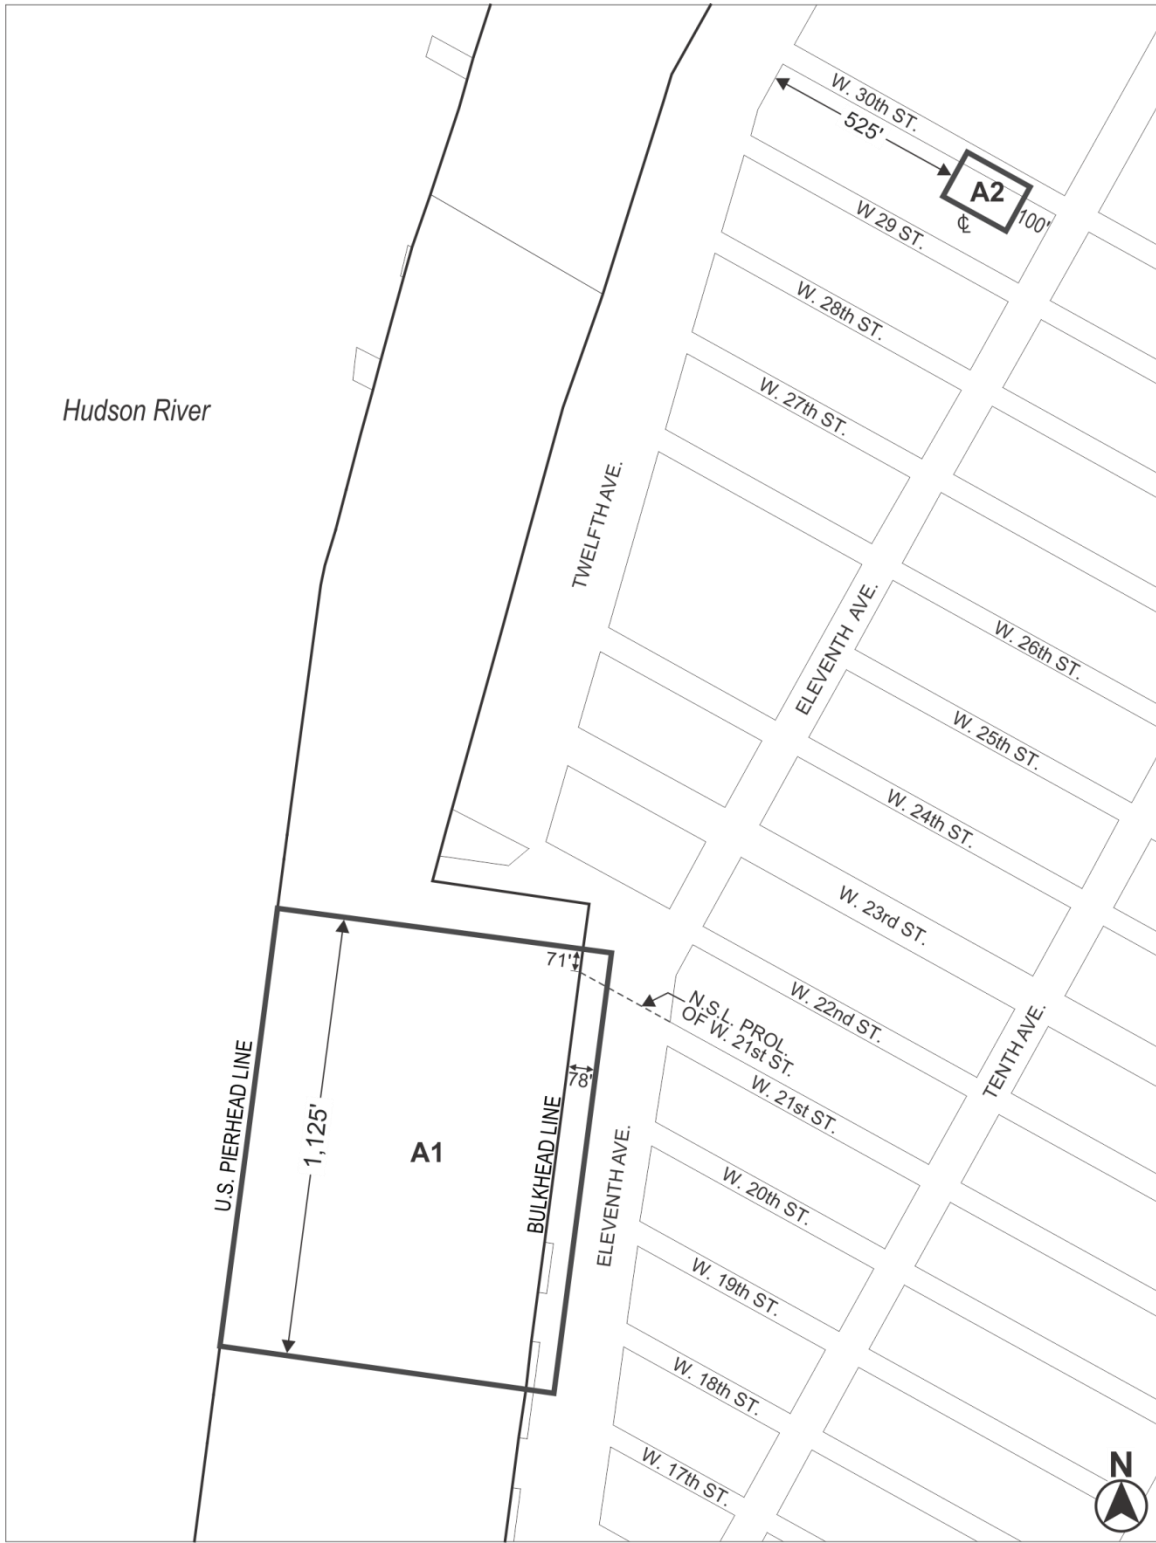 W. 30th ST.
525'
A2
100'
℄
W 29 ST.
W. 28th ST.
W. 27th ST.
Hudson River
TWELFTH AVE.
ELEVENTH AVE.
W. 26th ST.
W. 25th ST.
W. 24th ST.
W. 23rd ST.
71'
N.S.L. PROL.
OF W. 21st ST.
W. 22nd ST.
TENTH AVE.
78'
W. 21st ST.
U.S. PIERHEAD LINE
1,125'
A1
BULKHEAD LINE
ELEVENTH AVE.
W. 20th ST.
W. 19th ST.
W. 18th ST.
W. 17th ST.
N